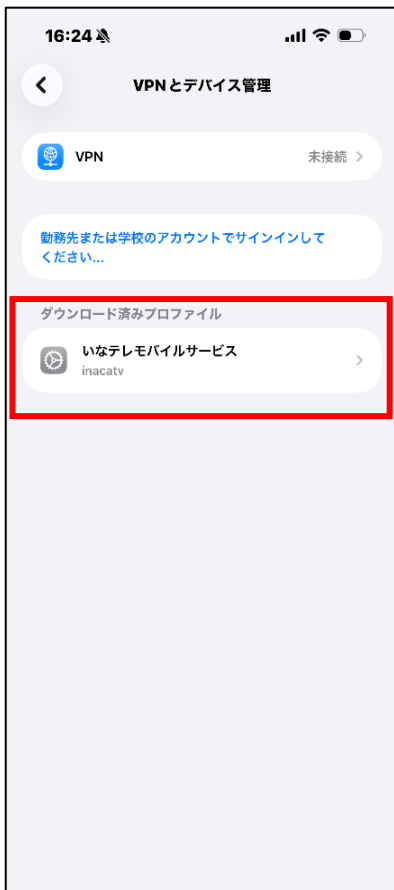 16:24
VPNとデバイス管理
VPN
未接続
勤務先または学校のアカウントでサインインして
ください...
ダウンロード済みプロファイル
いなテレモバイルサービス
inacatv